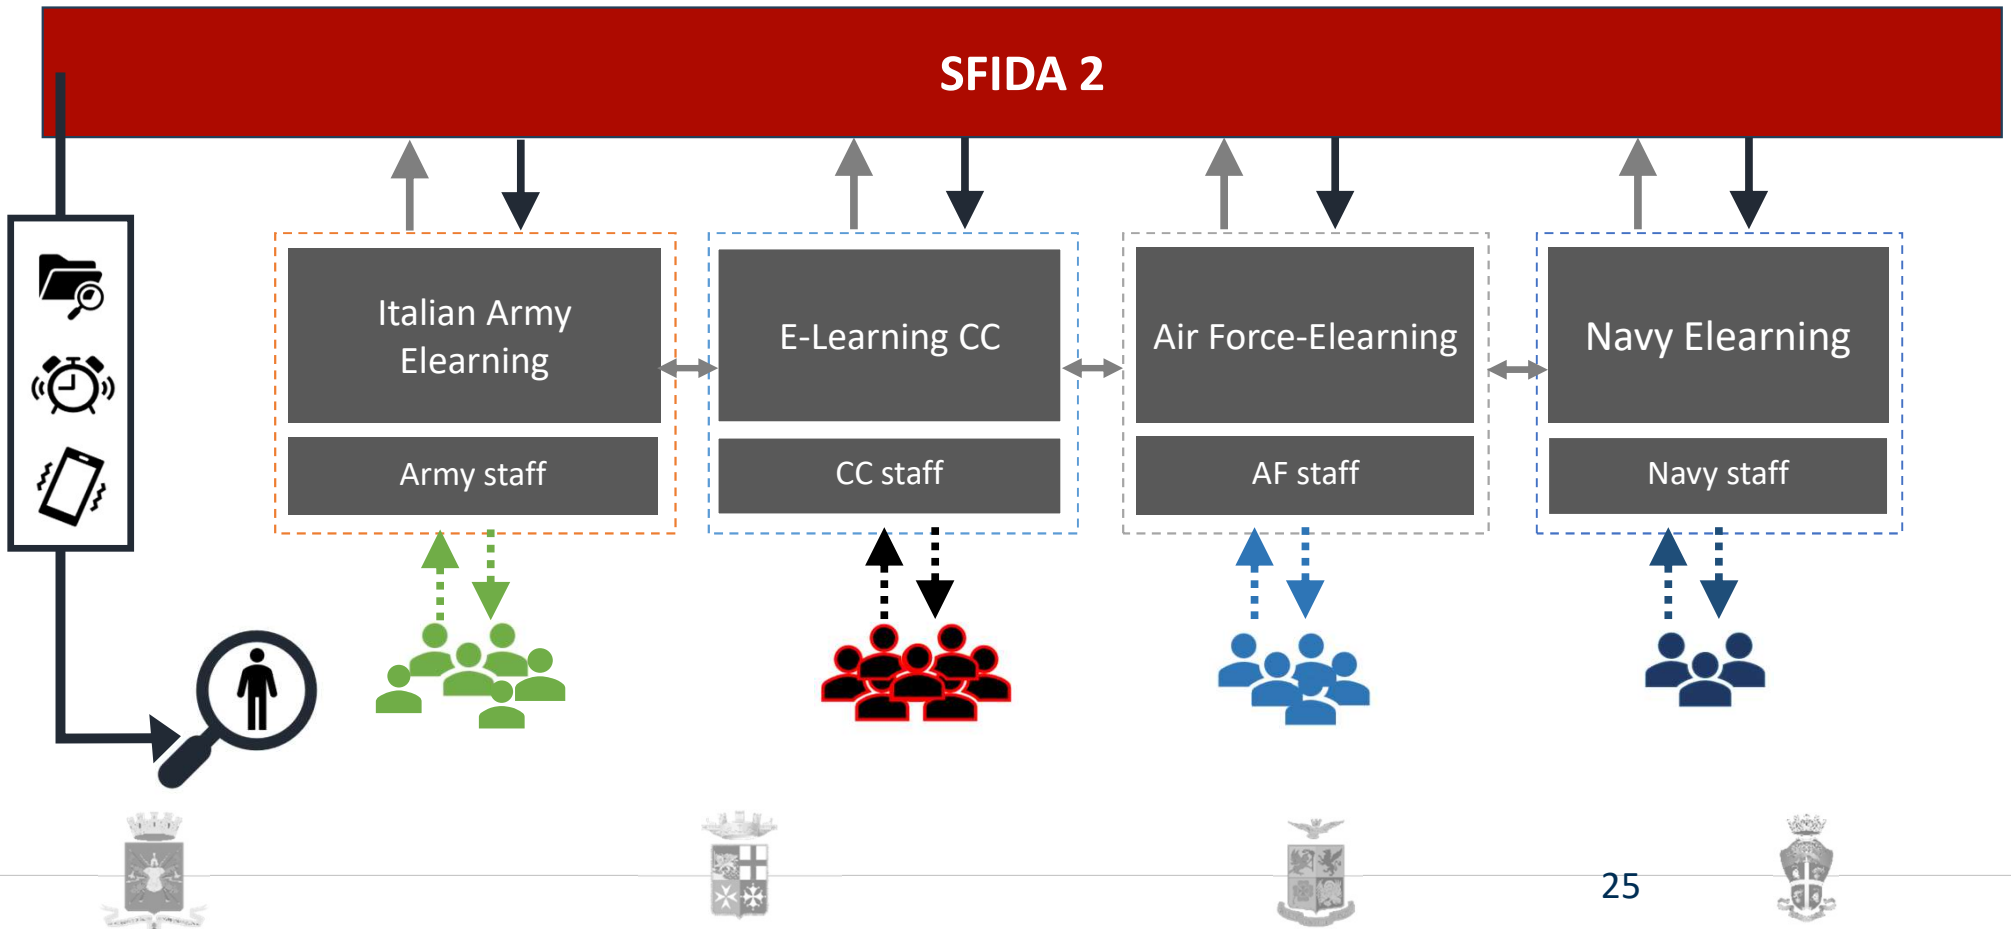 SFIDA 2
Italian Army
Elearning
E-Learning CC
Air Force-Elearning
Navy Elearning
Army staff
CC staff
AF staff
Navy staff
25